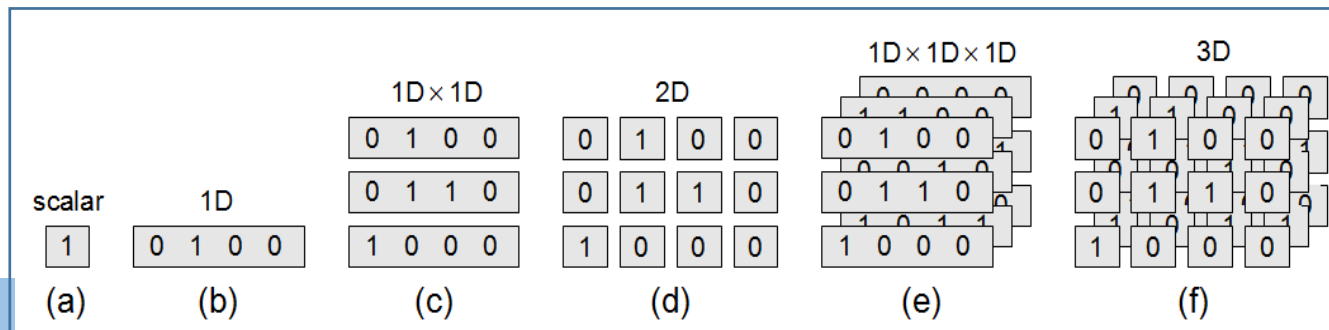 scalar
1
(a)
1D
0 1 0 0
(b)
1D × 1D
0 1 0 0
0 1 1 0
1 0 0 0
(c)
2D
0 1 0 0
0 1 1 0
1 0 0 0
(d)
1D × 1D × 1D
0 1 0 0
0 1 1 0
1 0 0 0
(e)
3D
0 1 0 0
0 1 1 0
1 0 0 0
(f)